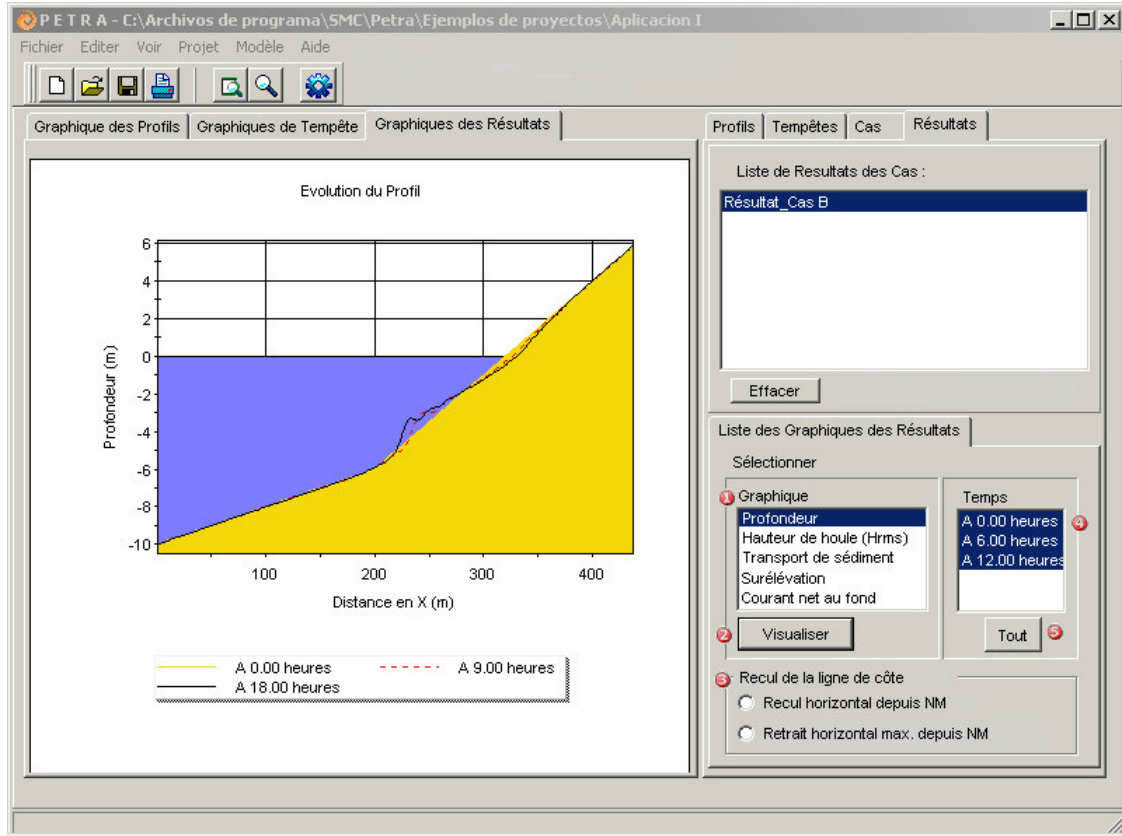 P E T R A - C:\Archivos de programa\SMC\Petra\Ejemplos de proyectos\Aplicacion I
Fichier Editer Voir Projet Modèle Aide
Graphique des Profils Graphiques de Tempête Graphiques des Résultats
Evolution du Profil
6
4
2
0
-2
-4
-6
-8
-10
Profondeur (m)
100 200 300 400
Distance en X (m)
A 0.00 heures A 9.00 heures
A 18.00 heures
Profils Tempêtes Cas Résultats
Liste de Resultats des Cas :
Résultat_Cas B
Effacer
Liste des Graphiques des Résultats
Sélectionner
1 Graphique
Profondeur
Hauteur de houle (Hrms)
Transport de sédiment
Surélévation
Courant net au fond
2 Visualiser
Temps
A 0.00 heures 4
A 6.00 heures
A 12.00 heures
Tout 5
3 Recul de la ligne de côte
Recul horizontal depuis NM
Retrait horizontal max. depuis NM